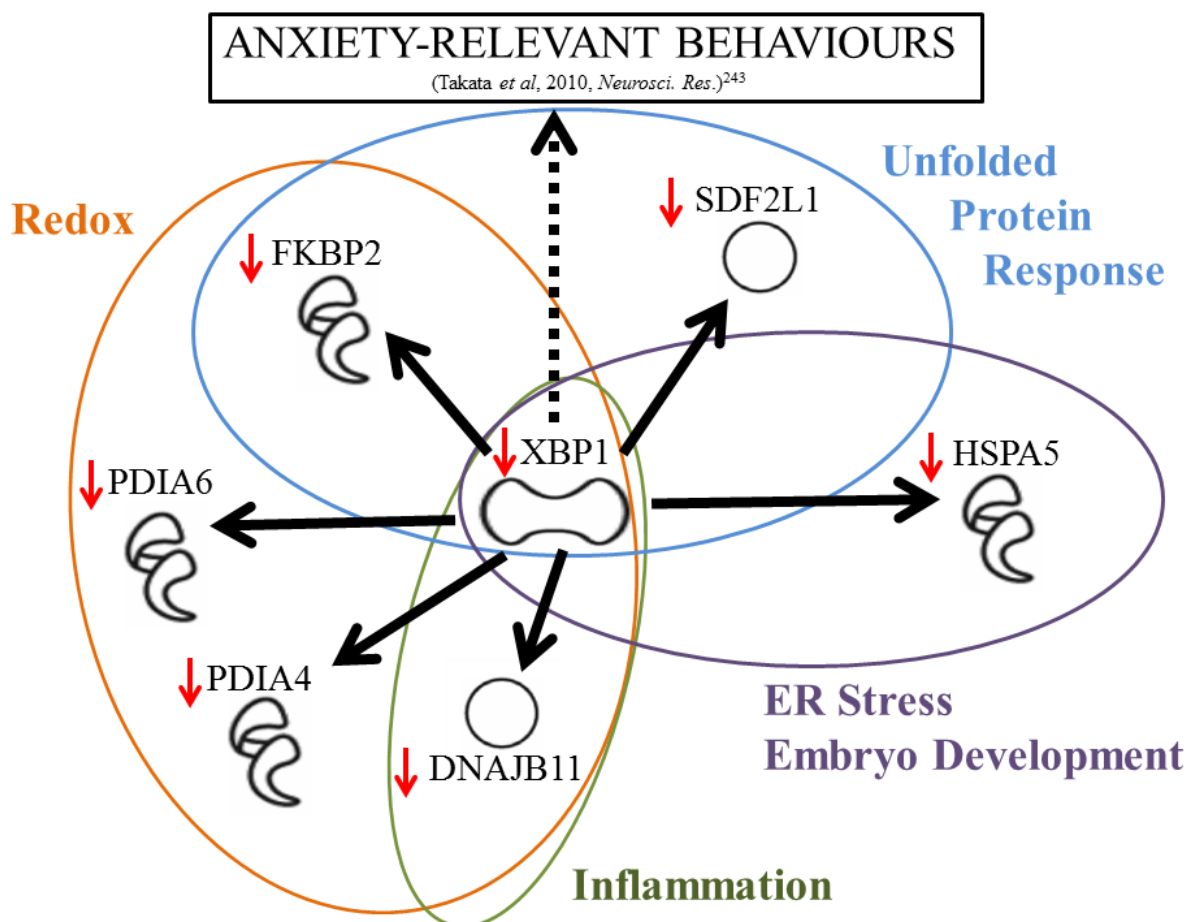 ANXIETY-RELEVANT BEHAVIOURS
(Takata et al, 2010, Neurosci. Res.)243
Unfolded
Protein
Response
Redox
SDF2L1
FKBP2
XBP1
HSPA5
PDIA6
PDIA4
DNAJB11
ER Stress
Embryo Development
Inflammation